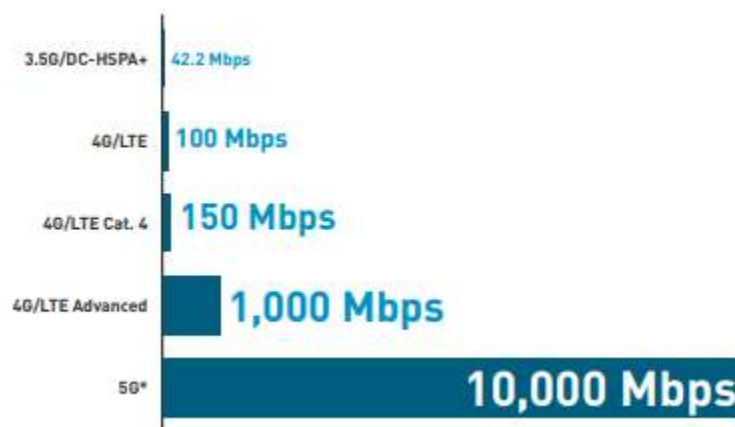 3.5G/DC-HSPA+ 42.2 Mbps
4G/LTE 100 Mbps
4G/LTE Cat. 4 150 Mbps
4G/LTE Advanced 1,000 Mbps
5G* 10,000 Mbps